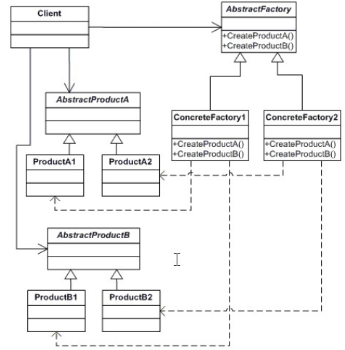 Client
AbstractFactory
+CreateProductA()
+CreateProductB()
AbstractProductA
ConcreteFactory1
+CreateProductA()
+CreateProductB()
ConcreteFactory2
+CreateProductA()
+CreateProductB()
ProductA1
ProductA2
AbstractProductB
ProductB1
ProductB2